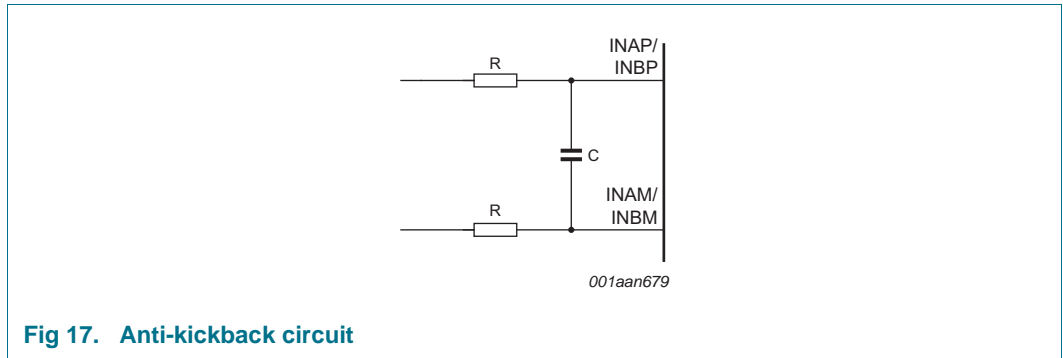 INAP/
INBP
R
C
INAM/
INBM
R
001aan679
Fig 17. Anti-kickback circuit